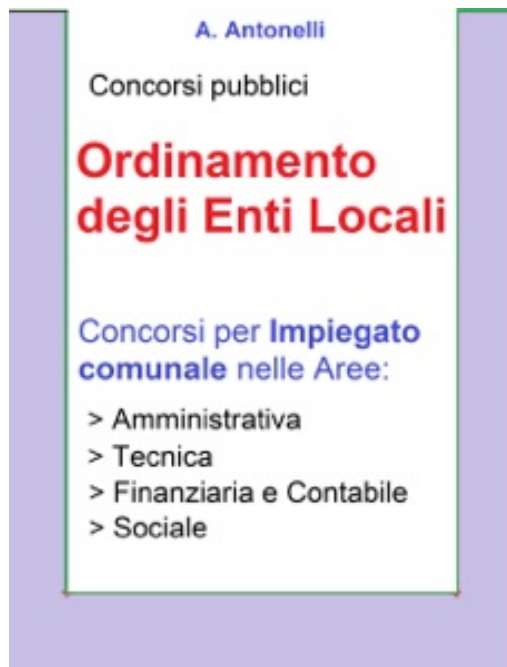 A. Antonelli
Concorsi pubblici
Ordinamento
degli Enti Locali
Concorsi per Impiegato
comunale nelle Aree:
> Amministrativa
> Tecnica
> Finanziaria e Contabile
> Sociale